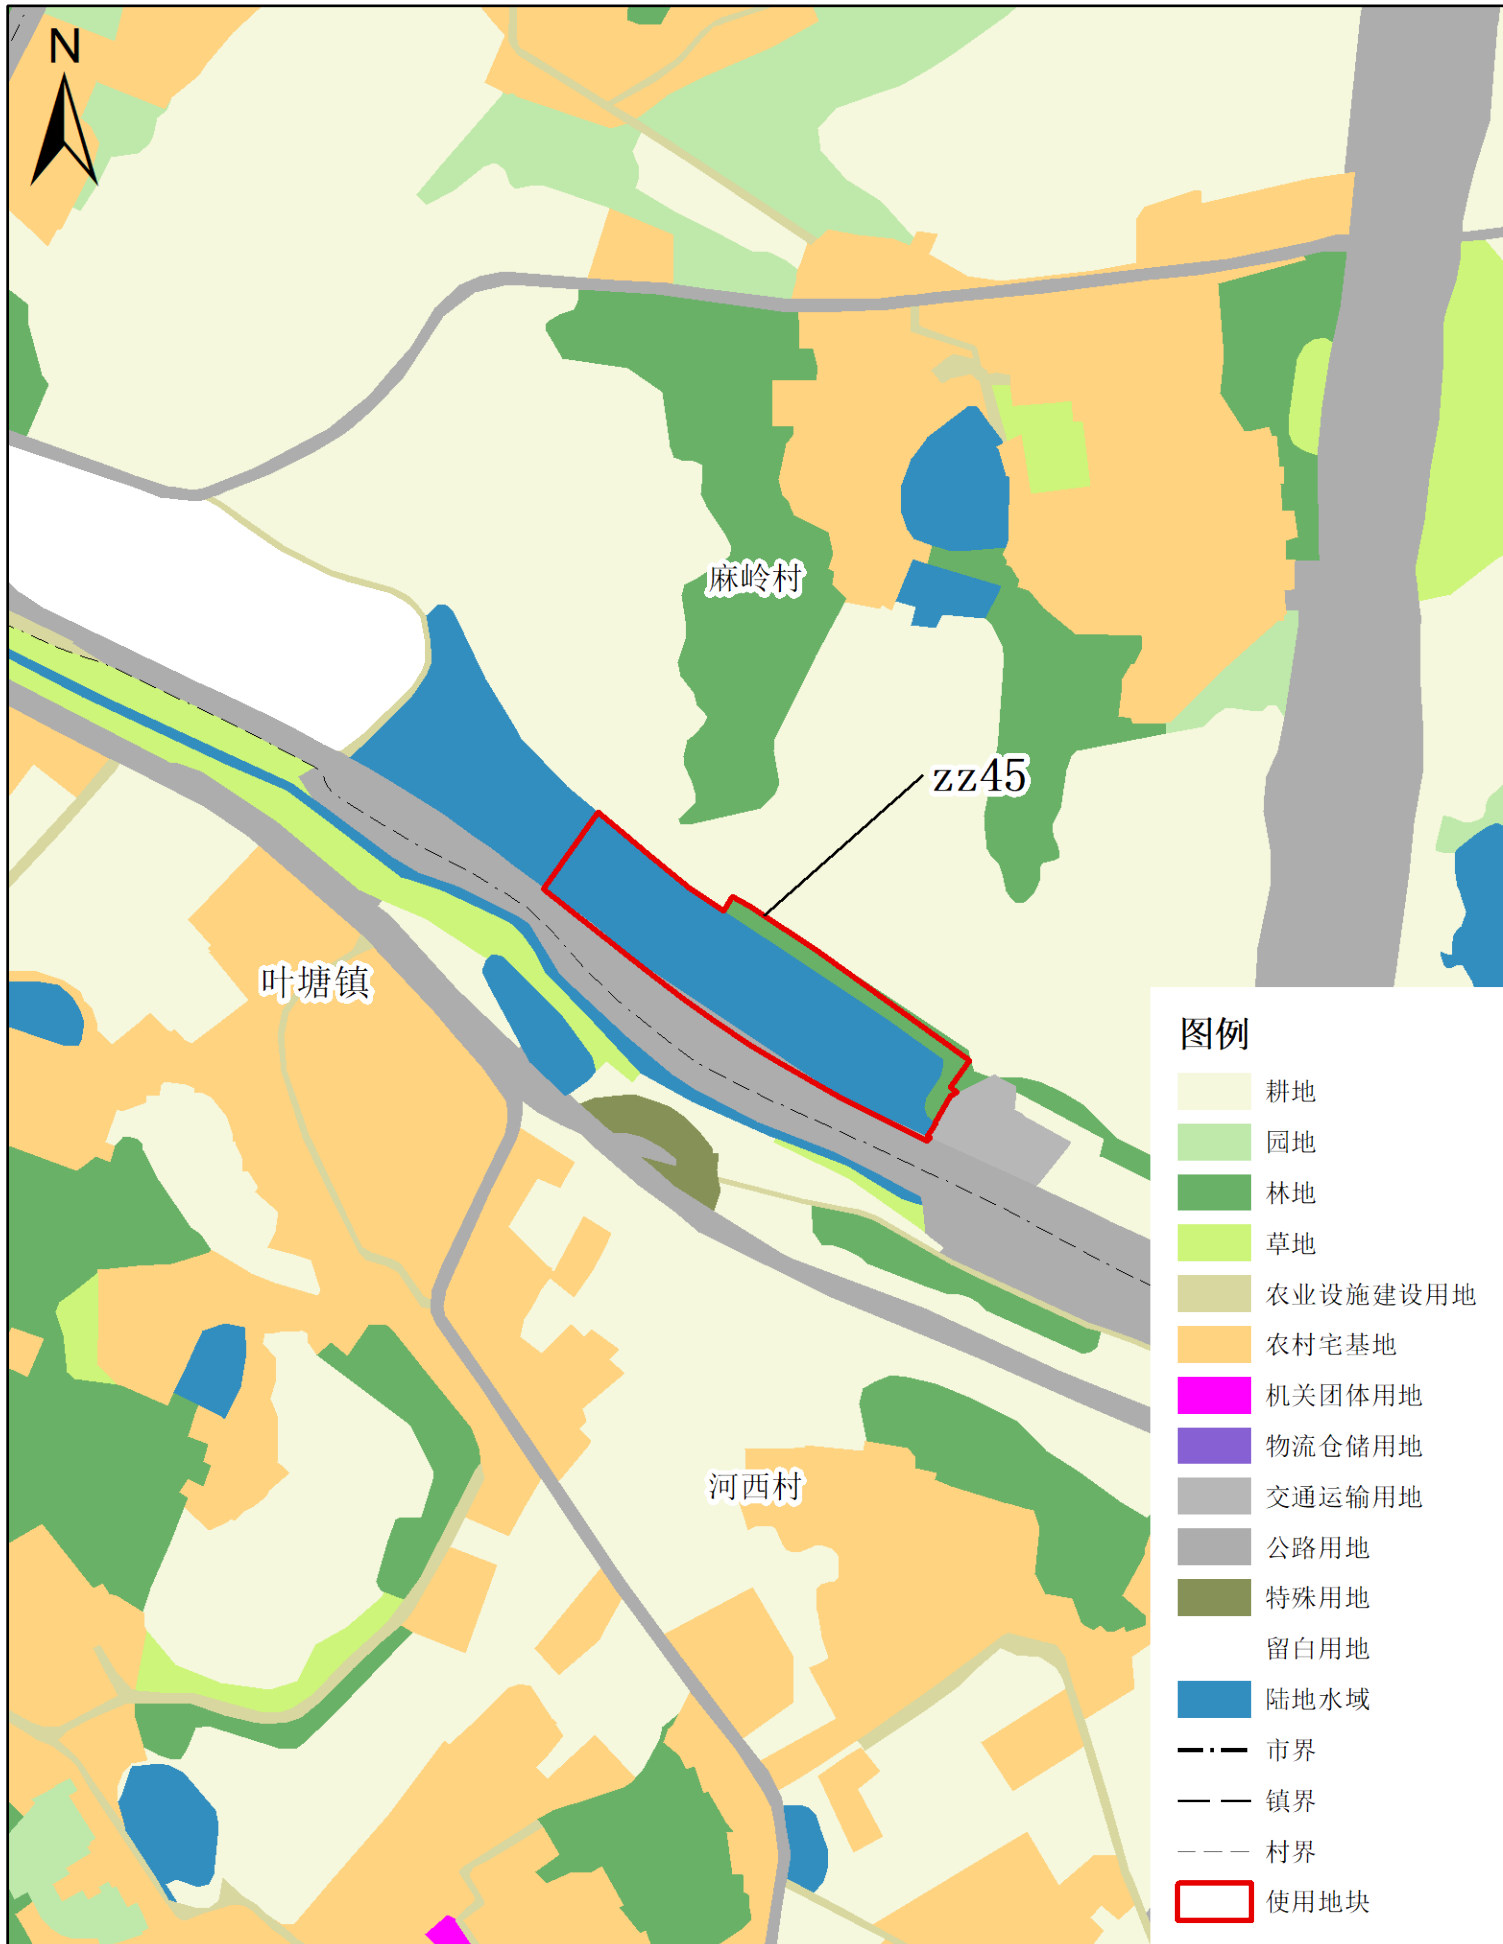 N
麻岭村
zz45
叶塘镇
河西村
图例
耕地
园地
林地
草地
农业设施建设用地
农村宅基地
机关团体用地
物流仓储用地
交通运输用地
公路用地
特殊用地
留白用地
陆地水域
市界
镇界
村界
使用地块